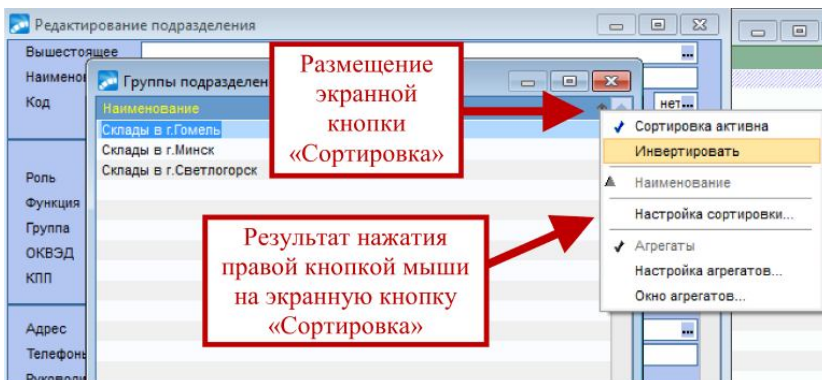 Редактирование подразделения
Вышестоящее
Наимено
Код
нет...
Роль
Функция
Группа
ОКВЭД
КПП
Адрес
Телефоны
Руководи
Группы подразделен
Наименование
Склады в г.Гомель
Склады в г.Минск
Склады в г.Светлогорск
Размещение
экранной
кнопки
«Сортировка»
Результат нажатия
правой кнопкой мыши
на экранную кнопку
«Сортировка»
Сортировка активна
Инвертировать
Наименование
Настройка сортировки...
Агрегаты
Настройка агрегатов...
Окно агрегатов...